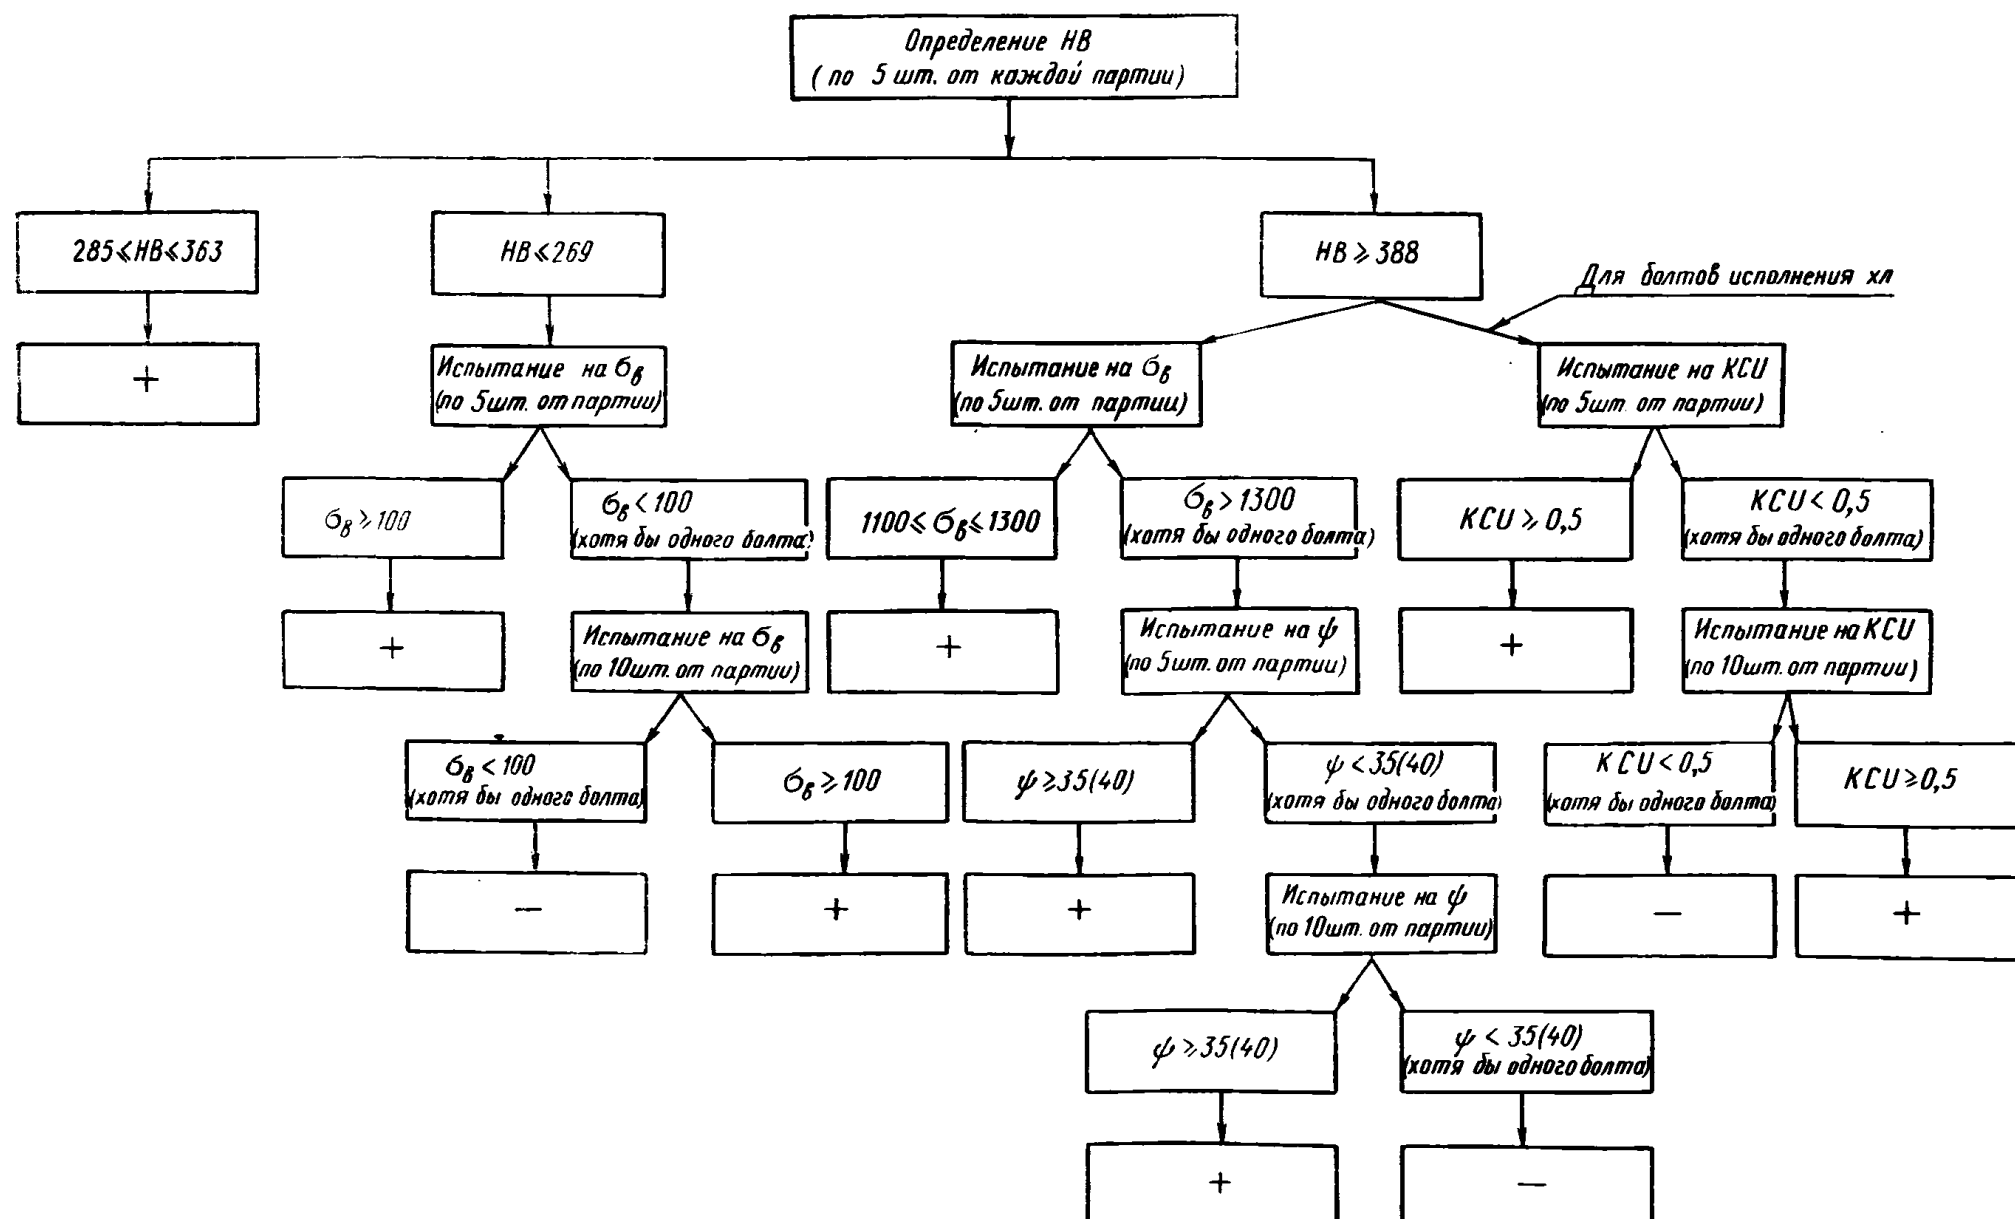 Определение НВ
(по 5 шт. от каждой партии)
285≤НВ≤363
НВ≤269
НВ≥388
Для болтов исполнения хл
+
Испытание на σв
(по 5шт. от партии)
Испытание на σв
(по 5шт. от партии)
Испытание на KCU
(по 5шт. от партии)
σв≥100
σв<100
(хотя бы одного болта)
1100≤σв≤1300
σв>1300
(хотя бы одного болта)
KCU≥0,5
KCU<0,5
(хотя бы одного болта)
+
Испытание на σв
(по 10шт. от партии)
+
Испытание на ψ
(по 5шт. от партии)
+
Испытание на KCU
(по 10шт. от партии)
σв<100
(хотя бы одного болта)
σв≥100
ψ≥35(40)
ψ<35(40)
(хотя бы одного болта)
KCU<0,5
(хотя бы одного болта)
KCU≥0,5
−
+
+
Испытание на ψ
(по 10шт. от партии)
−
+
ψ≥35(40)
ψ<35(40)
(хотя бы одного болта)
+
−